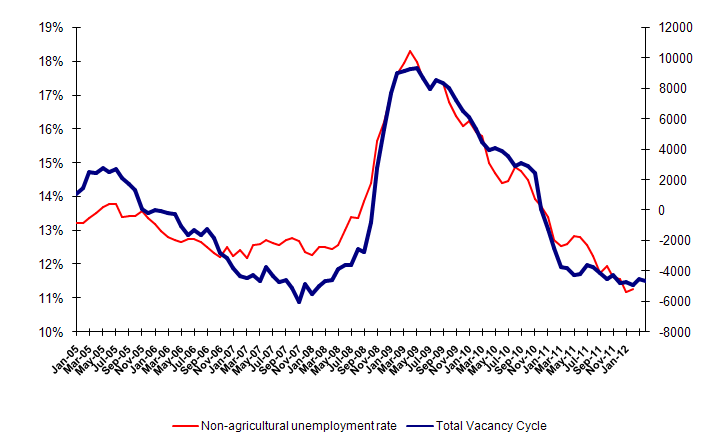 19%
18%
17%
16%
15%
14%
13%
12%
11%
10%
12000
10000
8000
6000
4000
2000
0
-2000
-4000
-6000
-8000
Jan-05
Mar-05
May-05
Jul-05
Sep-05
Nov-05
Jan-06
Mar-06
May-06
Jul-06
Sep-06
Nov-06
Jan-07
Mar-07
May-07
Jul-07
Sep-07
Nov-07
Jan-08
Mar-08
May-08
Jul-08
Sep-08
Nov-08
Jan-09
Mar-09
May-09
Jul-09
Sep-09
Nov-09
Jan-10
Mar-10
May-10
Jul-10
Sep-10
Nov-10
Jan-11
Mar-11
May-11
Jul-11
Sep-11
Nov-11
Jan-12
Non-agricultural unemployment rate
Total Vacancy Cycle